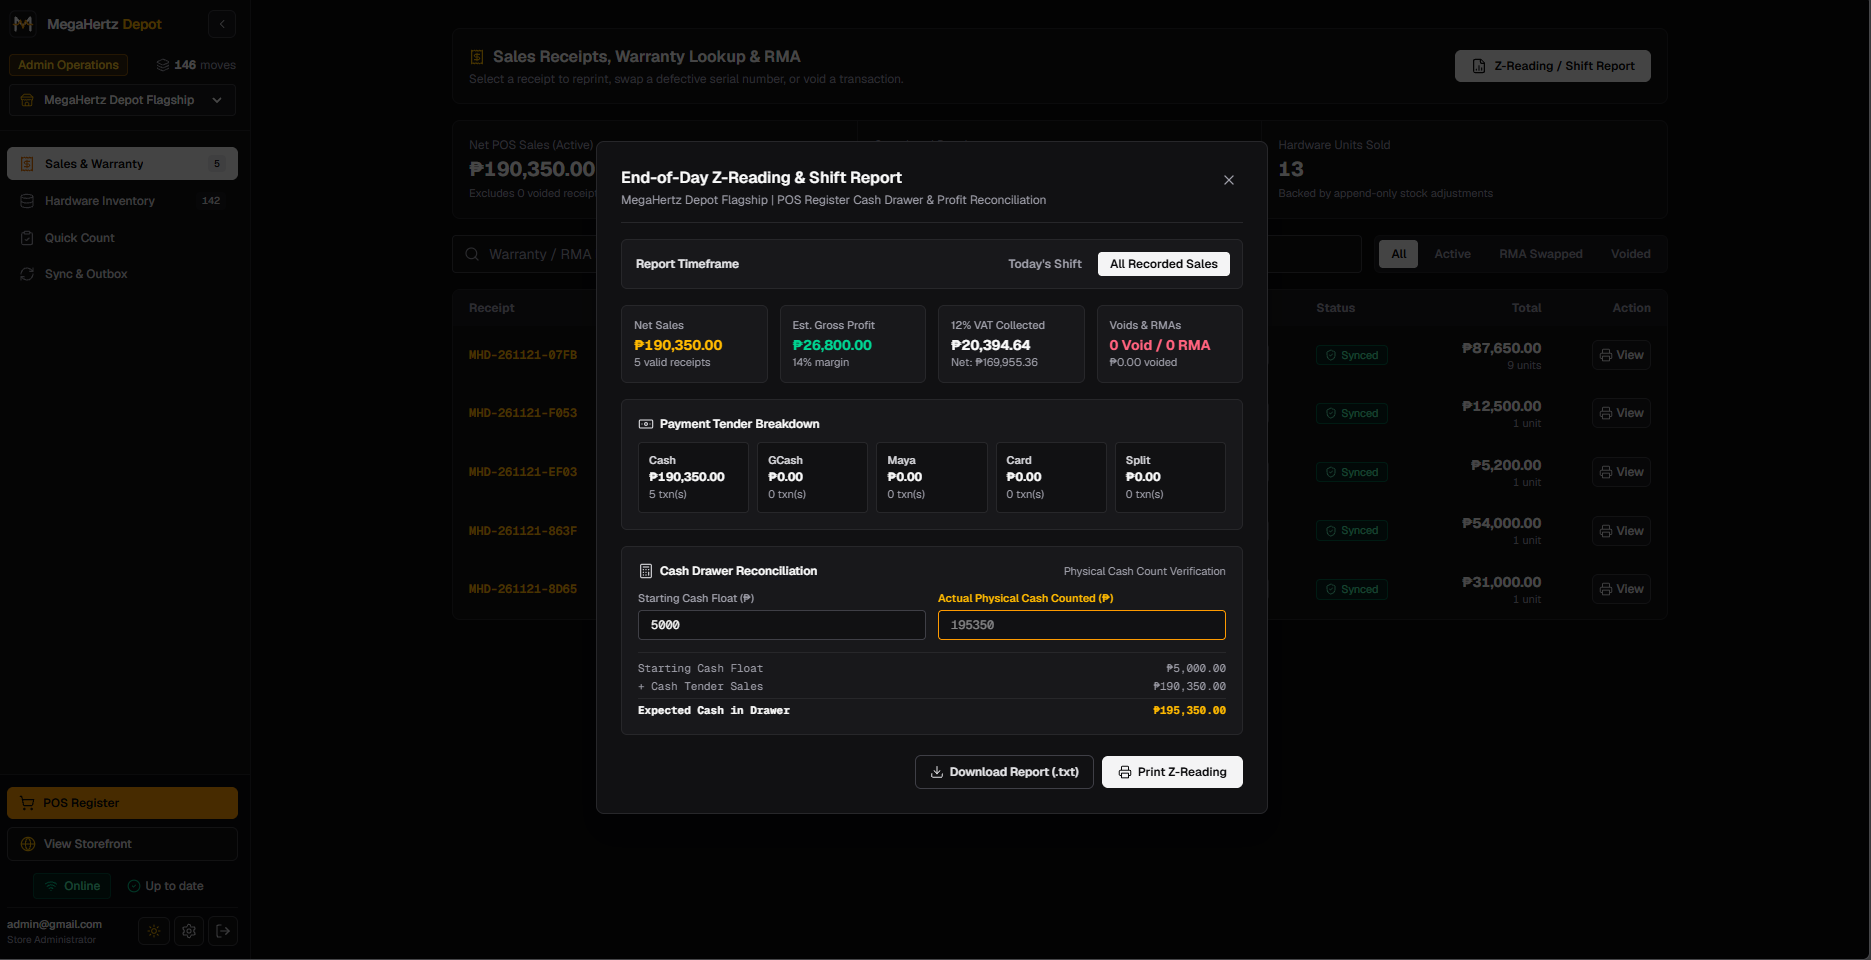 MegaHertz Depot
Admin Operations
146 moves
MegaHertz Depot Flagship
Sales & Warranty
5
Hardware Inventory
142
Quick Count
Sync & Outbox
POS Register
View Storefront
Online
Up to date
admin@gmail.com
Store Administrator
Sales Receipts, Warranty Lookup & RMA
Select a receipt to reprint, swap a defective serial number, or void a transaction.
Z-Reading / Shift Report
Net POS Sales (Active)
₱190,350.00
Excludes 0 voided receipt
Hardware Units Sold
13
Backed by append-only stock adjustments
Warranty / RMA
All
Active
RMA Swapped
Voided
Receipt
Status
Total
Action
MHD-261121-07FB
Synced
₱87,650.00
9 units
View
MHD-261121-F053
Synced
₱12,500.00
1 unit
View
MHD-261121-EF03
Synced
₱5,200.00
1 unit
View
MHD-261121-863F
Synced
₱54,000.00
1 unit
View
MHD-261121-8D65
Synced
₱31,000.00
1 unit
View
End-of-Day Z-Reading & Shift Report
MegaHertz Depot Flagship | POS Register Cash Drawer & Profit Reconciliation
Report Timeframe
Today's Shift
All Recorded Sales
Net Sales
₱190,350.00
5 valid receipts
Est. Gross Profit
₱26,800.00
14% margin
12% VAT Collected
₱20,394.64
Net: ₱169,955.36
Voids & RMAs
0 Void / 0 RMA
₱0.00 voided
Payment Tender Breakdown
Cash
₱190,350.00
5 txn(s)
GCash
₱0.00
0 txn(s)
Maya
₱0.00
0 txn(s)
Card
₱0.00
0 txn(s)
Split
₱0.00
0 txn(s)
Cash Drawer Reconciliation
Physical Cash Count Verification
Starting Cash Float (₱)
5000
Actual Physical Cash Counted (₱)
195350
Starting Cash Float
₱5,000.00
+ Cash Tender Sales
₱190,350.00
Expected Cash in Drawer
₱195,350.00
Download Report (.txt)
Print Z-Reading